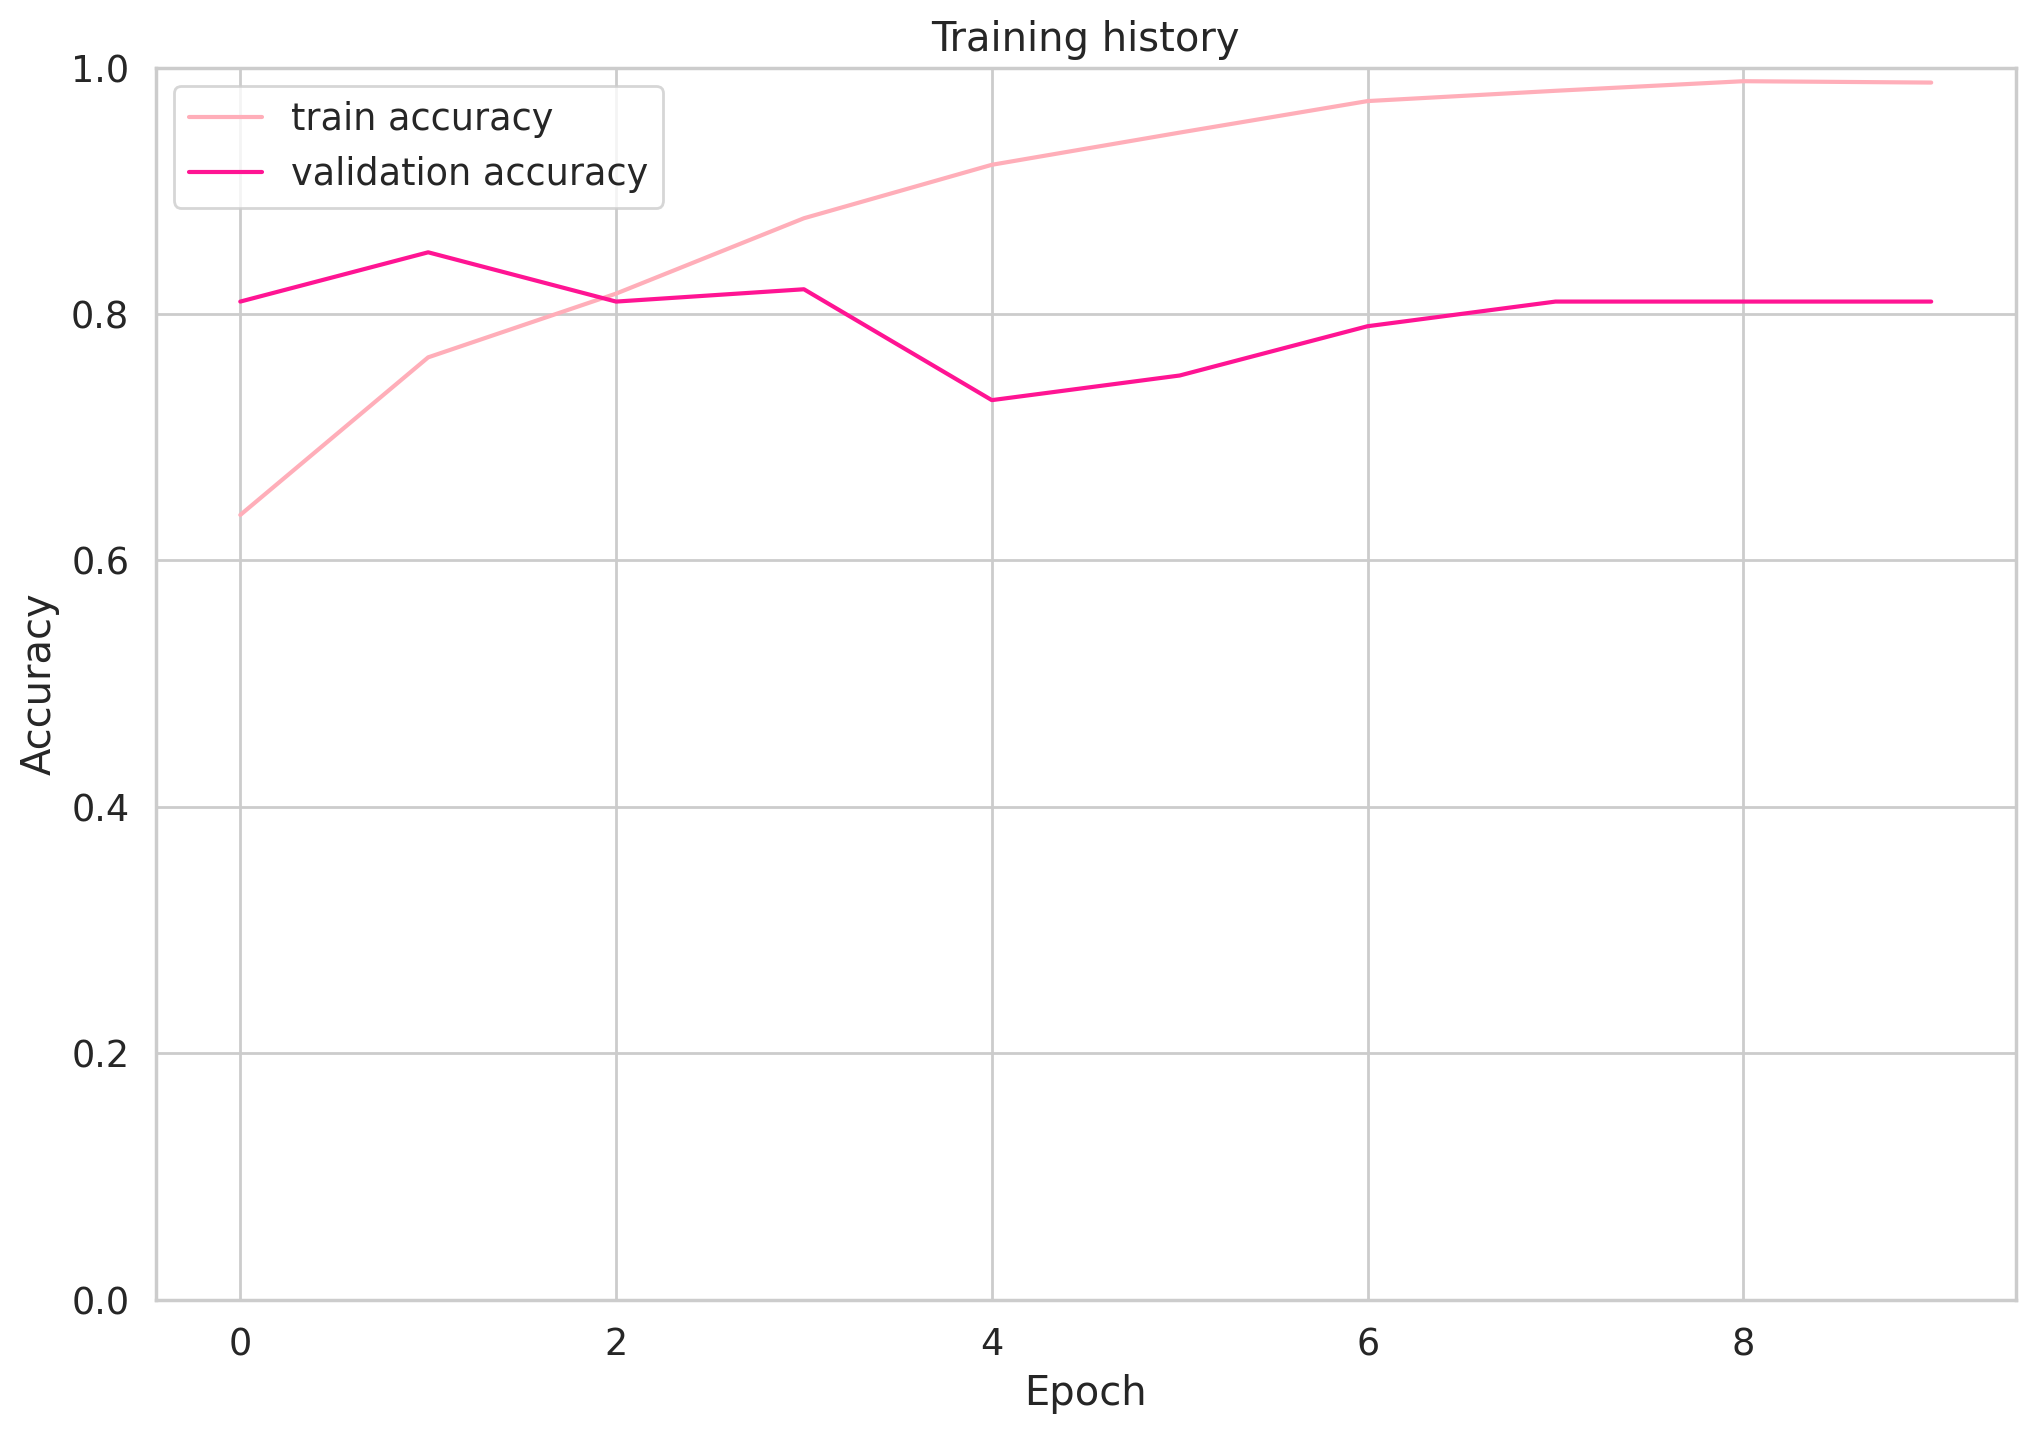 Training history
1.0
train accuracy
validation accuracy
0.8
0.6
0.4
0.2
0.0
Accuracy
0 2 4 6 8
Epoch